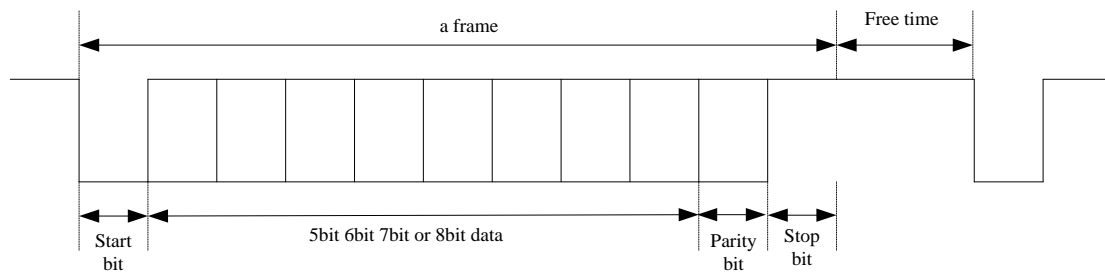 a frame
Free time
Start
bit
5bit 6bit 7bit or 8bit data
Parity
bit
Stop
bit